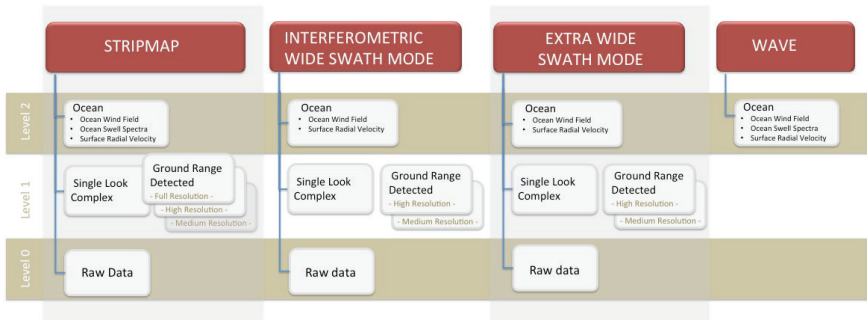 STRIPMAP
INTERFEROMETRIC
WIDE SWATH MODE
EXTRA WIDE
SWATH MODE
WAVE
Level 2
Ocean
• Ocean Wind Field
• Ocean Swell Spectra
• Surface Radial Velocity
Ocean
• Ocean Wind Field
• Surface Radial Velocity
Ocean
• Ocean Wind Field
• Surface Radial Velocity
Ocean
• Ocean Wind Field
• Ocean Swell Spectra
• Surface Radial Velocity
Level 1
Single Look
Complex
Ground Range
Detected
- Full Resolution -
- High Resolution -
- Medium Resolution -
Single Look
Complex
Ground Range
Detected
- High Resolution -
- Medium Resolution -
Single Look
Complex
Ground Range
Detected
- High Resolution -
- Medium Resolution -
Level 0
Raw Data
Raw data
Raw data